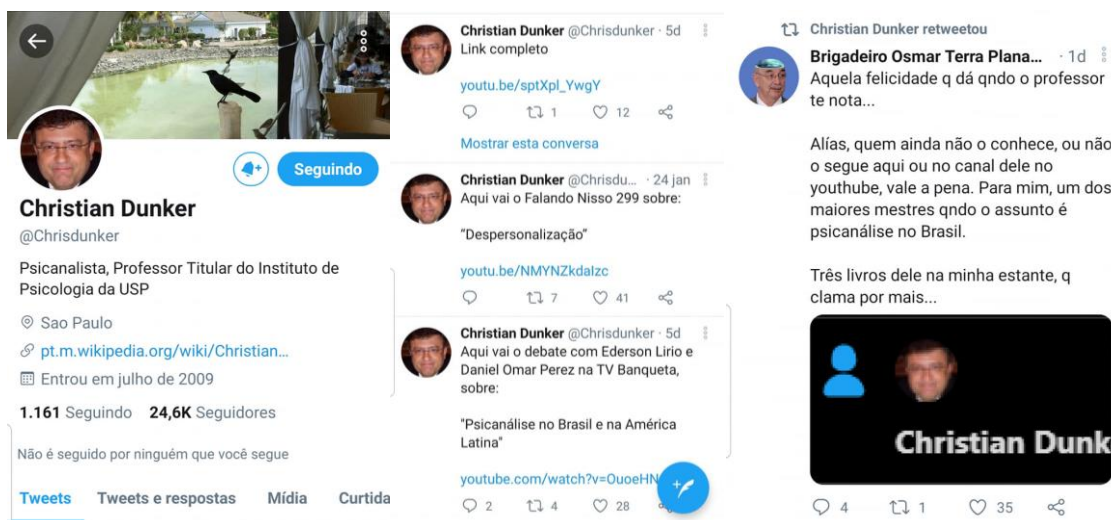 Seguindo
Christian Dunker
@Chrisdunker
Psicanalista, Professor Titular do Instituto de
Psicologia da USP
Sao Paulo
pt.m.wikipedia.org/wiki/Christian...
Entrou em julho de 2009
1.161 Seguindo 24,6K Seguidores
Não é seguido por ninguém que você segue
Tweets Tweets e respostas Mídia Curtida
Christian Dunker @Chrisdunker · 5d
Link completo
youtu.be/sptXpl_YwgY
1 12
Mostrar esta conversa
Christian Dunker @Chrisdu... · 24 jan
Aqui vai o Falando Nisso 299 sobre:
"Despersonalização"
youtu.be/NMYNZkdaIzc
7 41
Christian Dunker @Chrisdunker · 5d
Aqui vai o debate com Ederson Lirio e
Daniel Omar Perez na TV Banqueta,
sobre:
"Psicanálise no Brasil e na América
Latina"
youtube.com/watch?v=OuoeHN
2 4 28
Christian Dunker retweetou
Brigadeiro Osmar Terra Plana... · 1d
Aquela felicidade q dá qndo o professor
te nota...
Alías, quem ainda não o conhece, ou não
o segue aqui ou no canal dele no
youthube, vale a pena. Para mim, um dos
maiores mestres qndo o assunto é
psicanálise no Brasil.
Três livros dele na minha estante, q
clama por mais...
Christian Dunk
4 1 35